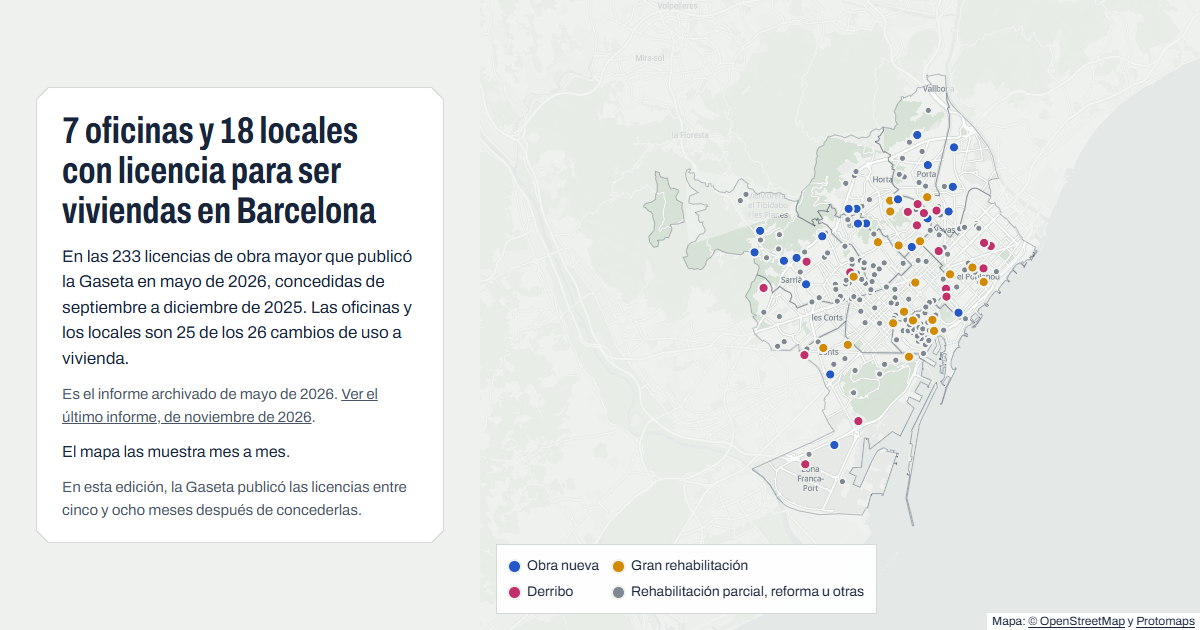 7 oficinas y 18 locales
con licencia para ser
viviendas en Barcelona
En las 233 licencias de obra mayor que publicó
la Gaseta en mayo de 2026, concedidas de
septiembre a diciembre de 2025. Las oficinas y
los locales son 25 de los 26 cambios de uso a
vivienda.
Es el informe archivado de mayo de 2026. Ver el
último informe, de noviembre de 2026.
El mapa las muestra mes a mes.
En esta edición, la Gaseta publicó las licencias entre
cinco y ocho meses después de concederlas.
Volpelleres
Mira-sol
la Floresta
Horta
Porta
les Corts
Zona
Franca-
Port
Obra nueva
Gran rehabilitación
Derribo
Rehabilitación parcial, reforma u otras
Mapa: © OpenStreetMap y Protomaps